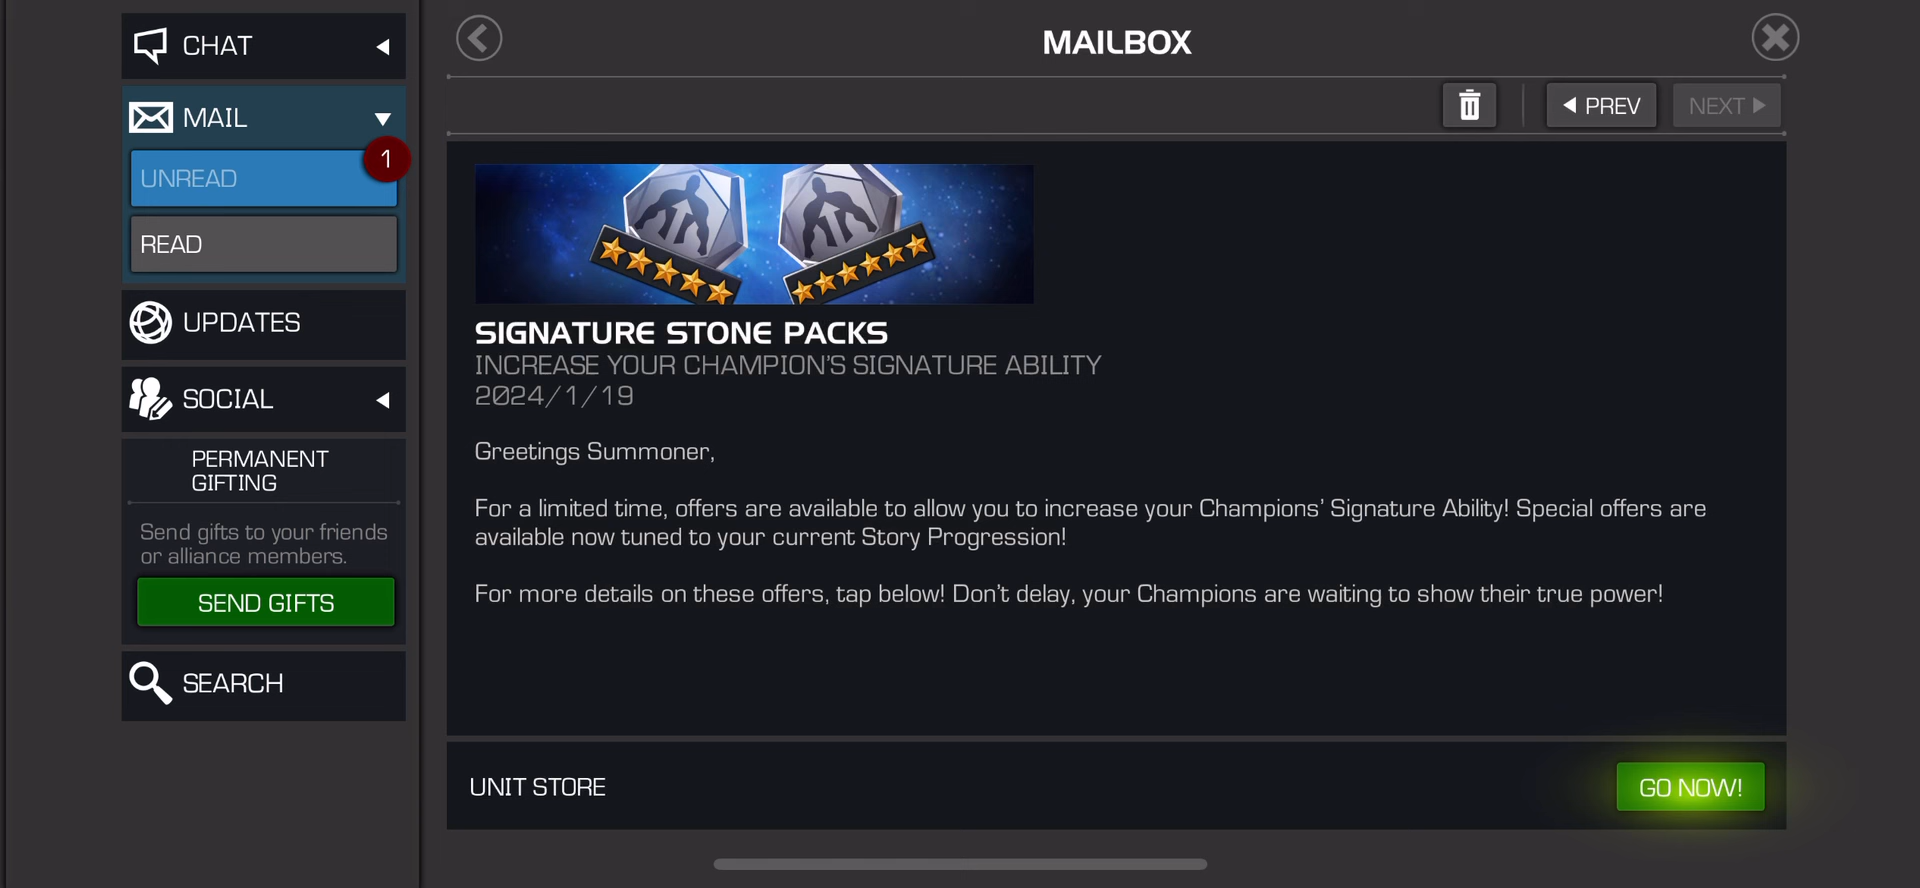 CHAT
MAIL
1
UNREAD
READ
UPDATES
SOCIAL
PERMANENT
GIFTING
Send gifts to your friends
or alliance members.
SEND GIFTS
SEARCH
MAILBOX
PREV
NEXT
SIGNATURE STONE PACKS
INCREASE YOUR CHAMPION'S SIGNATURE ABILITY
2024/1/19
Greetings Summoner,
For a limited time, offers are available to allow you to increase your Champions' Signature Ability! Special offers are
available now tuned to your current Story Progression!
For more details on these offers, tap below! Don't delay, your Champions are waiting to show their true power!
UNIT STORE
GO NOW!